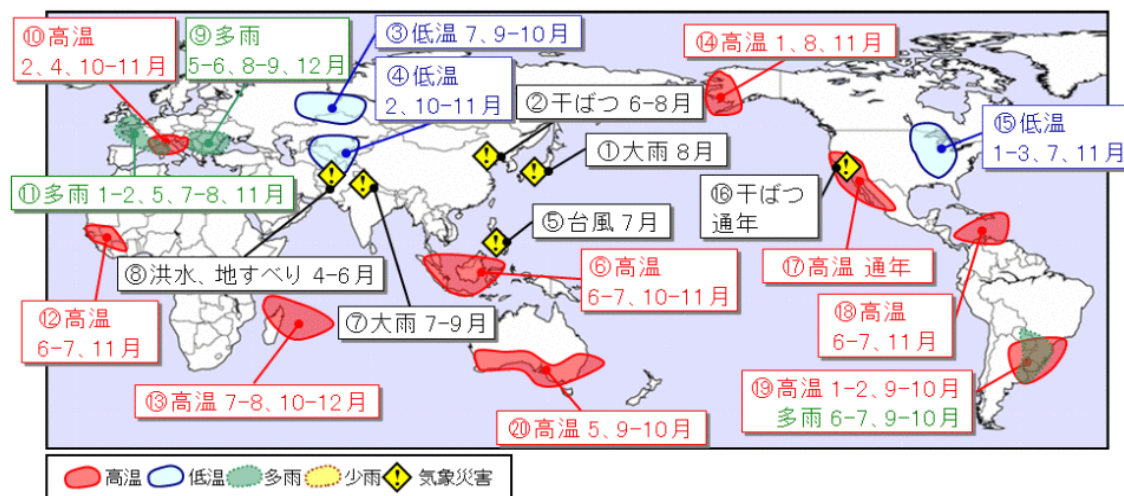 ⑩高温
2、4、10-11月
⑨多雨
5-6、8-9、12月
③低温 7、9-10月
④低温
2、10-11月
②干ばつ 6-8月
①大雨 8月
⑭高温 1、8、11月
⑮低温
1-3、7、11月
⑪多雨 1-2、5、7-8、11月
⑯干ばつ
通年
⑤台風 7月
⑧洪水、地すべり 4-6月
⑥高温
6-7、10-11月
⑰高温 通年
⑫高温
6-7、11月
⑦大雨 7-9月
⑱高温
6-7、11月
⑬高温 7-8、10-12月
⑲高温 1-2、9-10月
多雨 6-7、9-10月
⑳高温 5、9-10月
高温 低温 多雨 少雨 気象災害